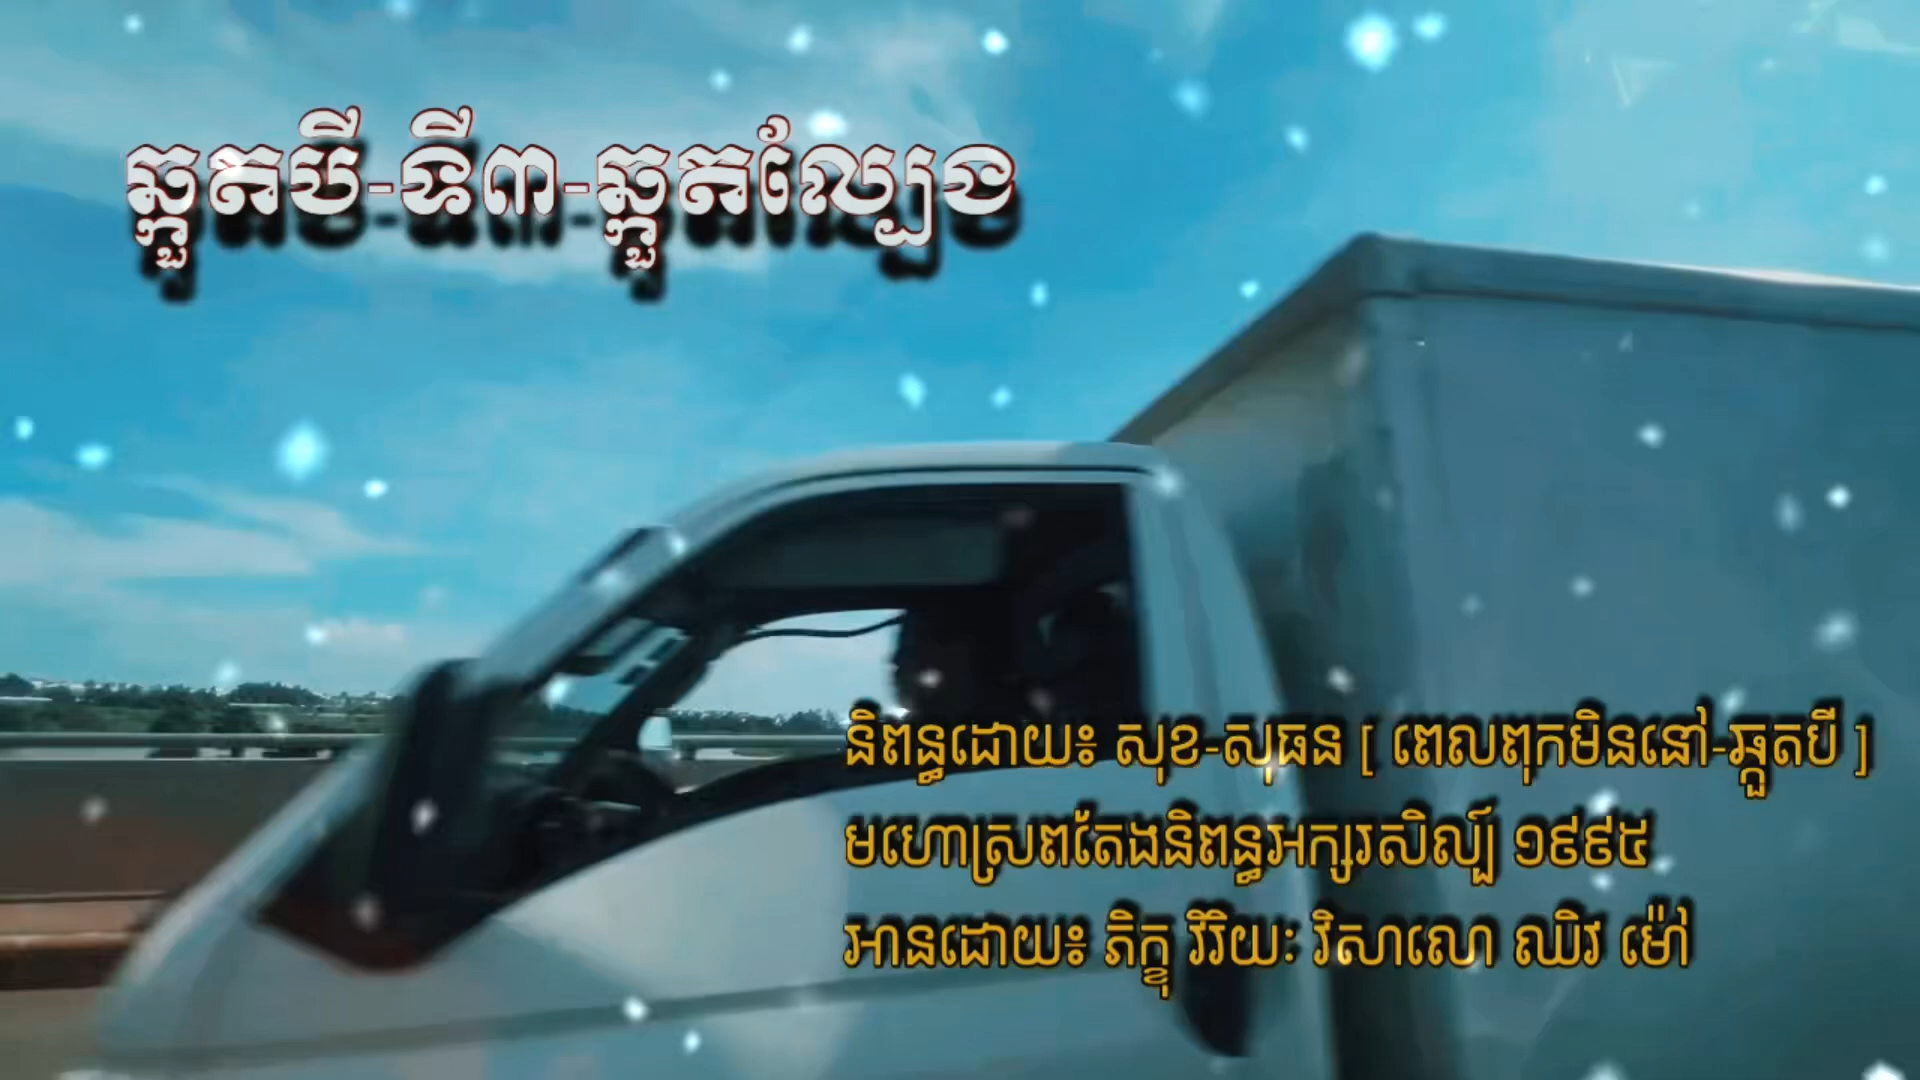 ឆ្កួតបី-ទី៣-ឆ្កួតល្បែង
និពន្ធដោយ៖ សុខ-សុធន [ ពេលពុកមិននៅ-ឆ្កួតបី ]
មហោស្រពតែងនិពន្ធអក្សរសិល្ប៍ ១៩៩៥
អានដោយ៖ ភិក្ខុ វិរិយៈ វិសាលោ ឈិវ ម៉ៅ